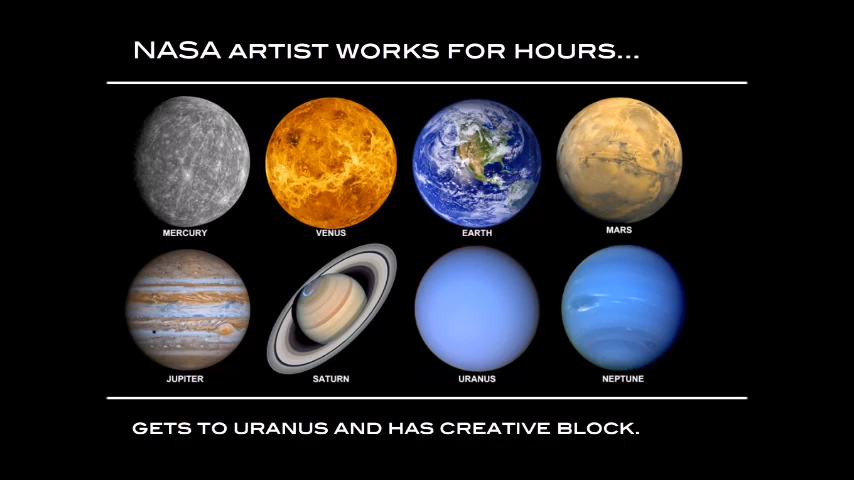 NASA ARTIST WORKS FOR HOURS...
MERCURY VENUS EARTH MARS
JUPITER SATURN URANUS NEPTUNE
GETS TO URANUS AND HAS CREATIVE BLOCK.